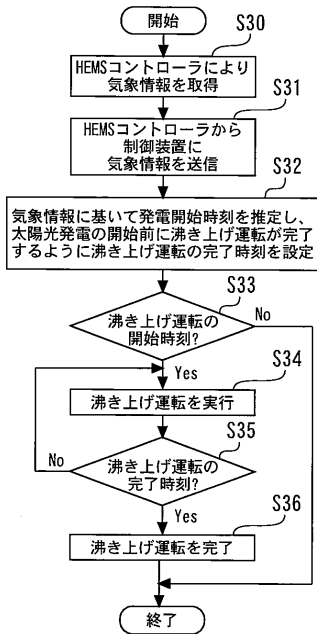 開始
S30
HEMSコントローラにより
気象情報を取得
S31
HEMSコントローラから
制御装置に
気象情報を送信
S32
気象情報に基いて発電開始時刻を推定し、
太陽光発電の開始前に沸き上げ運転が完了
するように沸き上げ運転の完了時刻を設定
S33
沸き上げ運転の
開始時刻?
No
Yes
S34
沸き上げ運転を実行
S35
沸き上げ運転の
完了時刻?
No
Yes
S36
沸き上げ運転を完了
終了